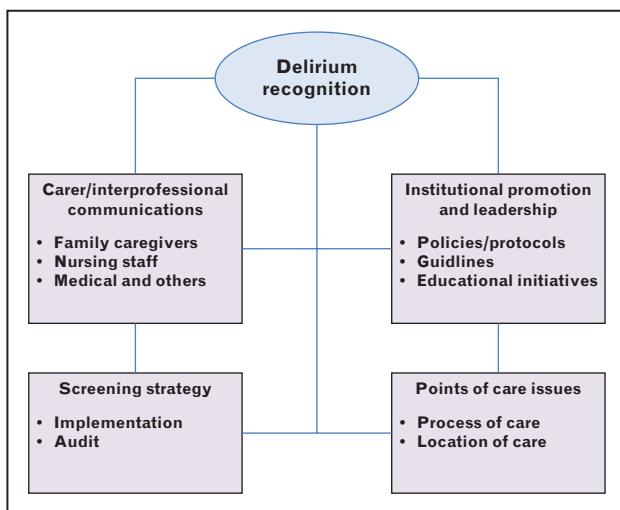 Delirium
recognition
Carer/interprofessional
communications
• Family caregivers
• Nursing staff
• Medical and others
Institutional promotion
and leadership
• Policies/protocols
• Guidlines
• Educational initiatives
Screening strategy
• Implementation
• Audit
Points of care issues
• Process of care
• Location of care